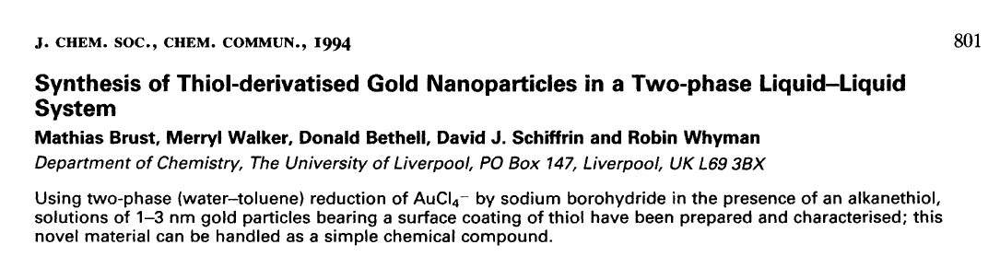 J. CHEM. SOC., CHEM. COMMUN., 1994 801
Synthesis of Thiol-derivatised Gold Nanoparticles in a Two-phase Liquid–Liquid
System
Mathias Brust, Merryl Walker, Donald Bethell, David J. Schiffrin and Robin Whyman
Department of Chemistry, The University of Liverpool, PO Box 147, Liverpool, UK L69 3BX
Using two-phase (water–toluene) reduction of AuCl₄⁻ by sodium borohydride in the presence of an alkanethiol,
solutions of 1–3 nm gold particles bearing a surface coating of thiol have been prepared and characterised; this
novel material can be handled as a simple chemical compound.